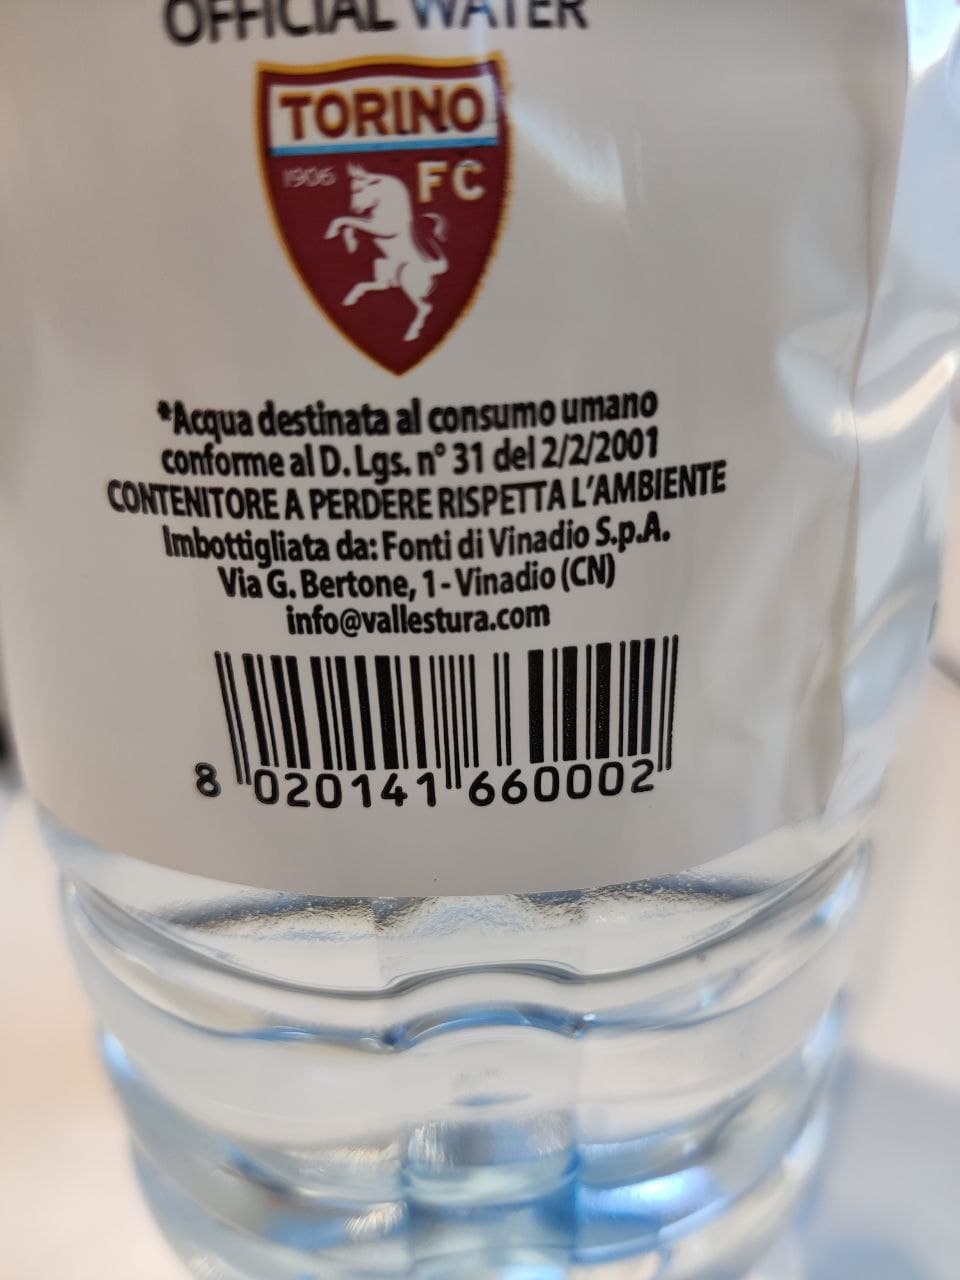 OFFICIAL WATER
TORINO
1906 FC
*Acqua destinata al consumo umano
conforme al D. Lgs. n° 31 del 2/2/2001
CONTENITORE A PERDERE RISPETTA L'AMBIENTE
Imbottigliata da: Fonti di Vinadio S.p.A.
Via G. Bertone, 1 - Vinadio (CN)
info@vallestura.com
8 020141 660002